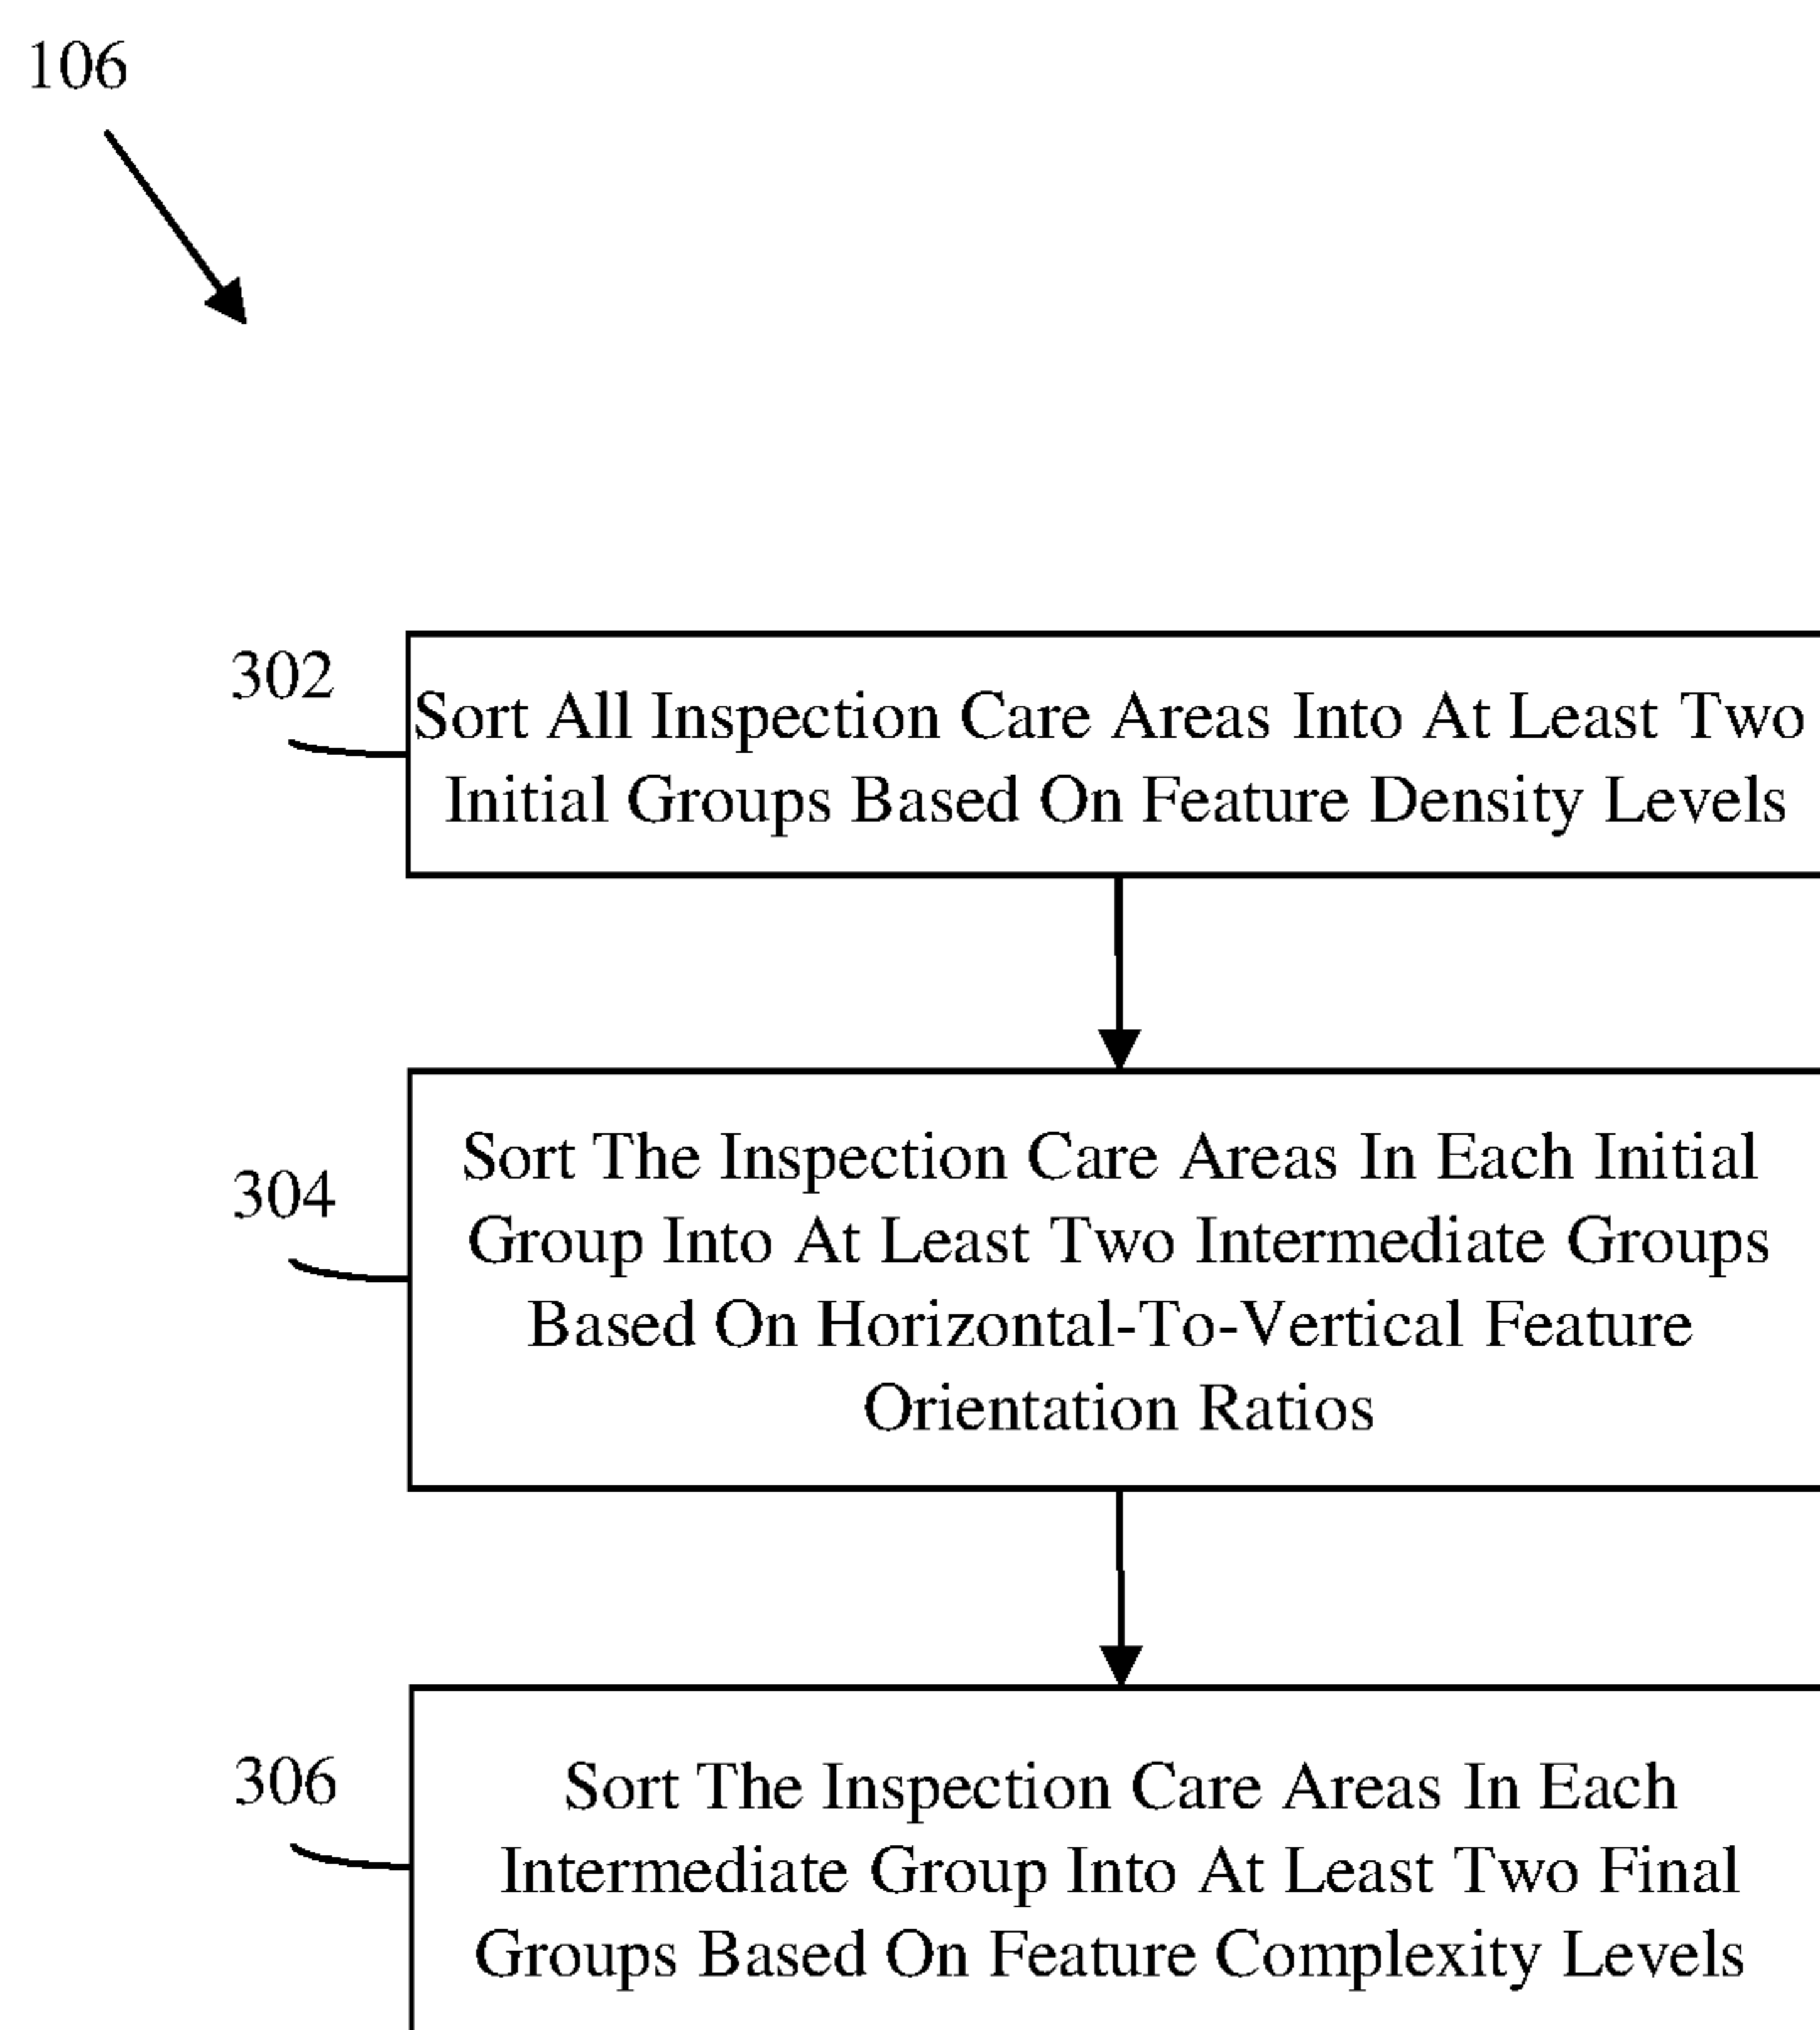 106
302
Sort All Inspection Care Areas Into At Least Two
Initial Groups Based On Feature Density Levels
304
Sort The Inspection Care Areas In Each Initial
Group Into At Least Two Intermediate Groups
Based On Horizontal-To-Vertical Feature
Orientation Ratios
306
Sort The Inspection Care Areas In Each
Intermediate Group Into At Least Two Final
Groups Based On Feature Complexity Levels